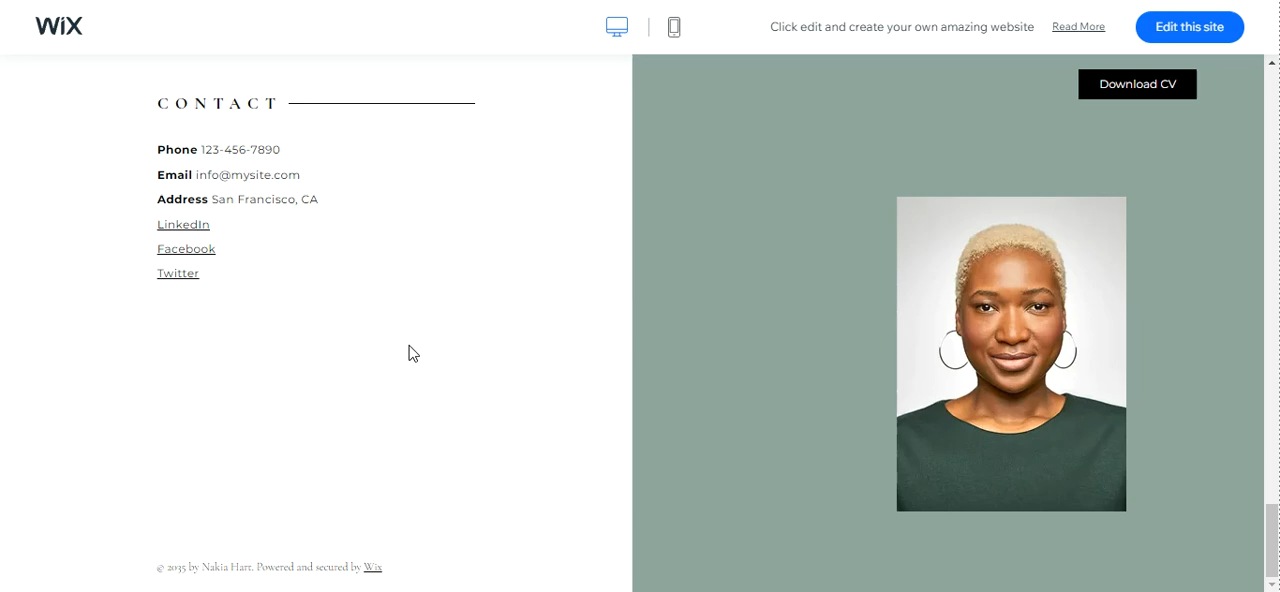 WiX
Click edit and create your own amazing website Read More Edit this site
Download CV
CONTACT
Phone 123-456-7890
Email info@mysite.com
Address San Francisco, CA
LinkedIn
Facebook
Twitter
© 2035 by Nakia Hart. Powered and secured by Wix